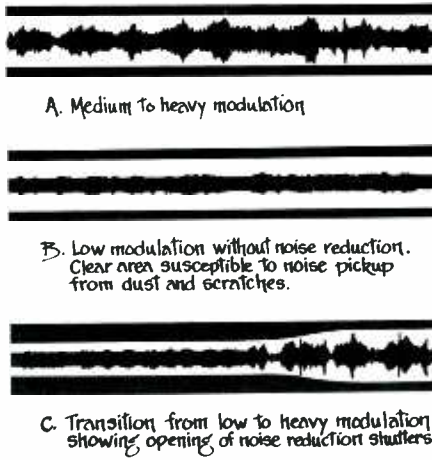 A. Medium to heavy modulation
B. Low modulation without noise reduction.
Clear area susceptible to noise pickup
from dust and scratches.
C. Transition from low to heavy modulation
showing opening of noise reduction shutters